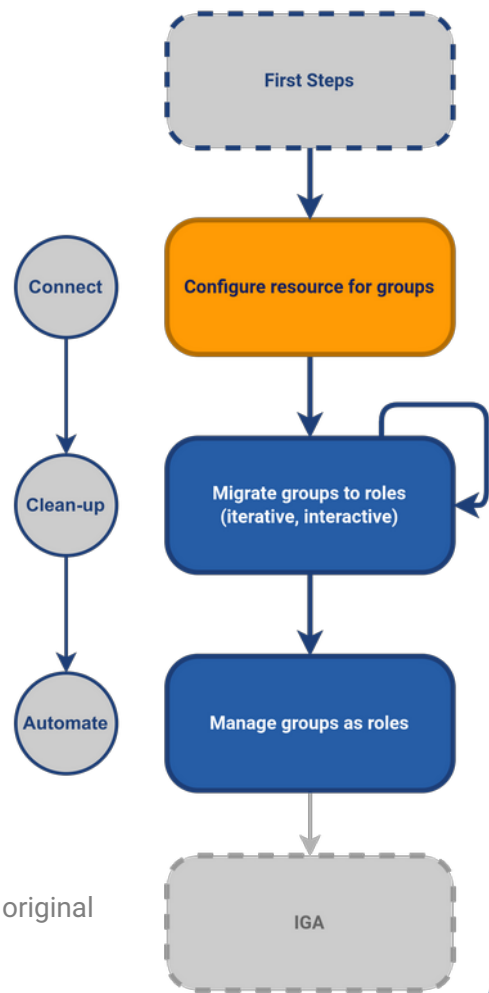 First Steps
Connect
Configure resource for groups
Clean-up
Migrate groups to roles
(iterative, interactive)
Automate
Manage groups as roles
original
IGA